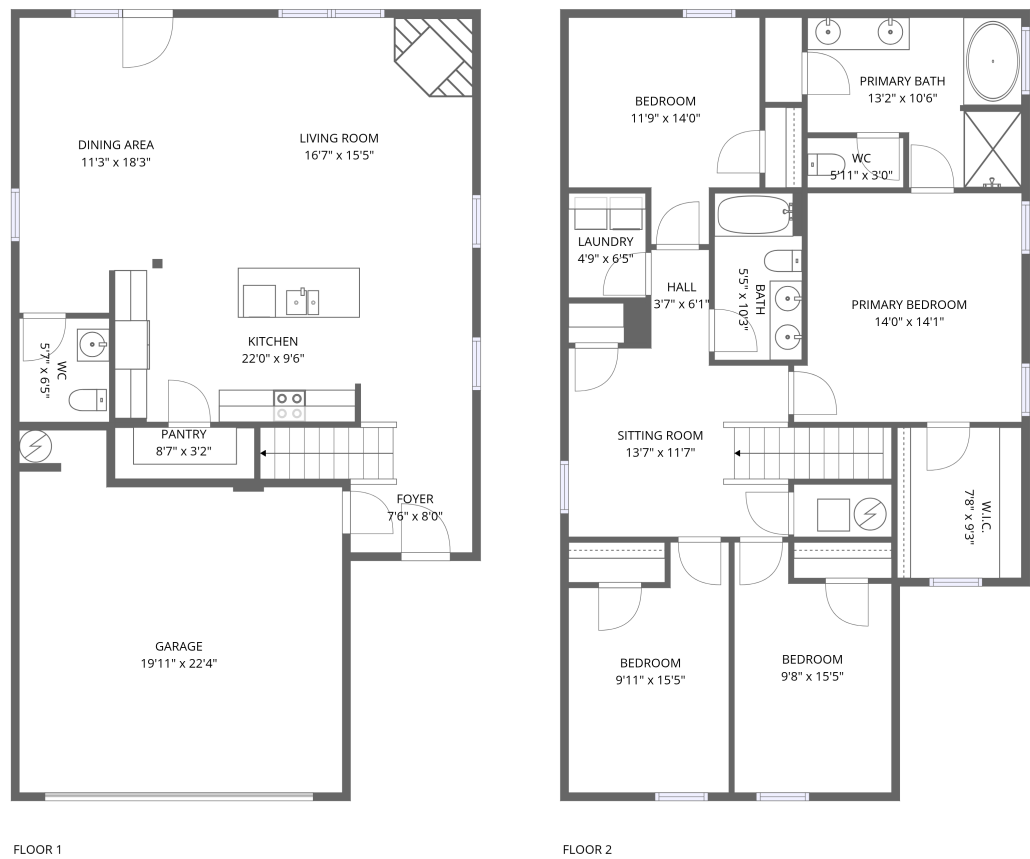 DINING AREA
11'3" x 18'3"
LIVING ROOM
16'7" x 15'5"
KITCHEN
22'0" x 9'6"
WC
5'7" x 6'5"
PANTRY
8'7" x 3'2"
FOYER
7'6" x 8'0"
GARAGE
19'11" x 22'4"
FLOOR 1
BEDROOM
11'9" x 14'0"
PRIMARY BATH
13'2" x 10'6"
WC
5'11" x 3'0"
LAUNDRY
4'9" x 6'5"
HALL
3'7" x 6'1"
BATH
5'5" x 10'3"
PRIMARY BEDROOM
14'0" x 14'1"
SITTING ROOM
13'7" x 11'7"
W.I.C.
7'8" x 9'3"
BEDROOM
9'11" x 15'5"
BEDROOM
9'8" x 15'5"
FLOOR 2